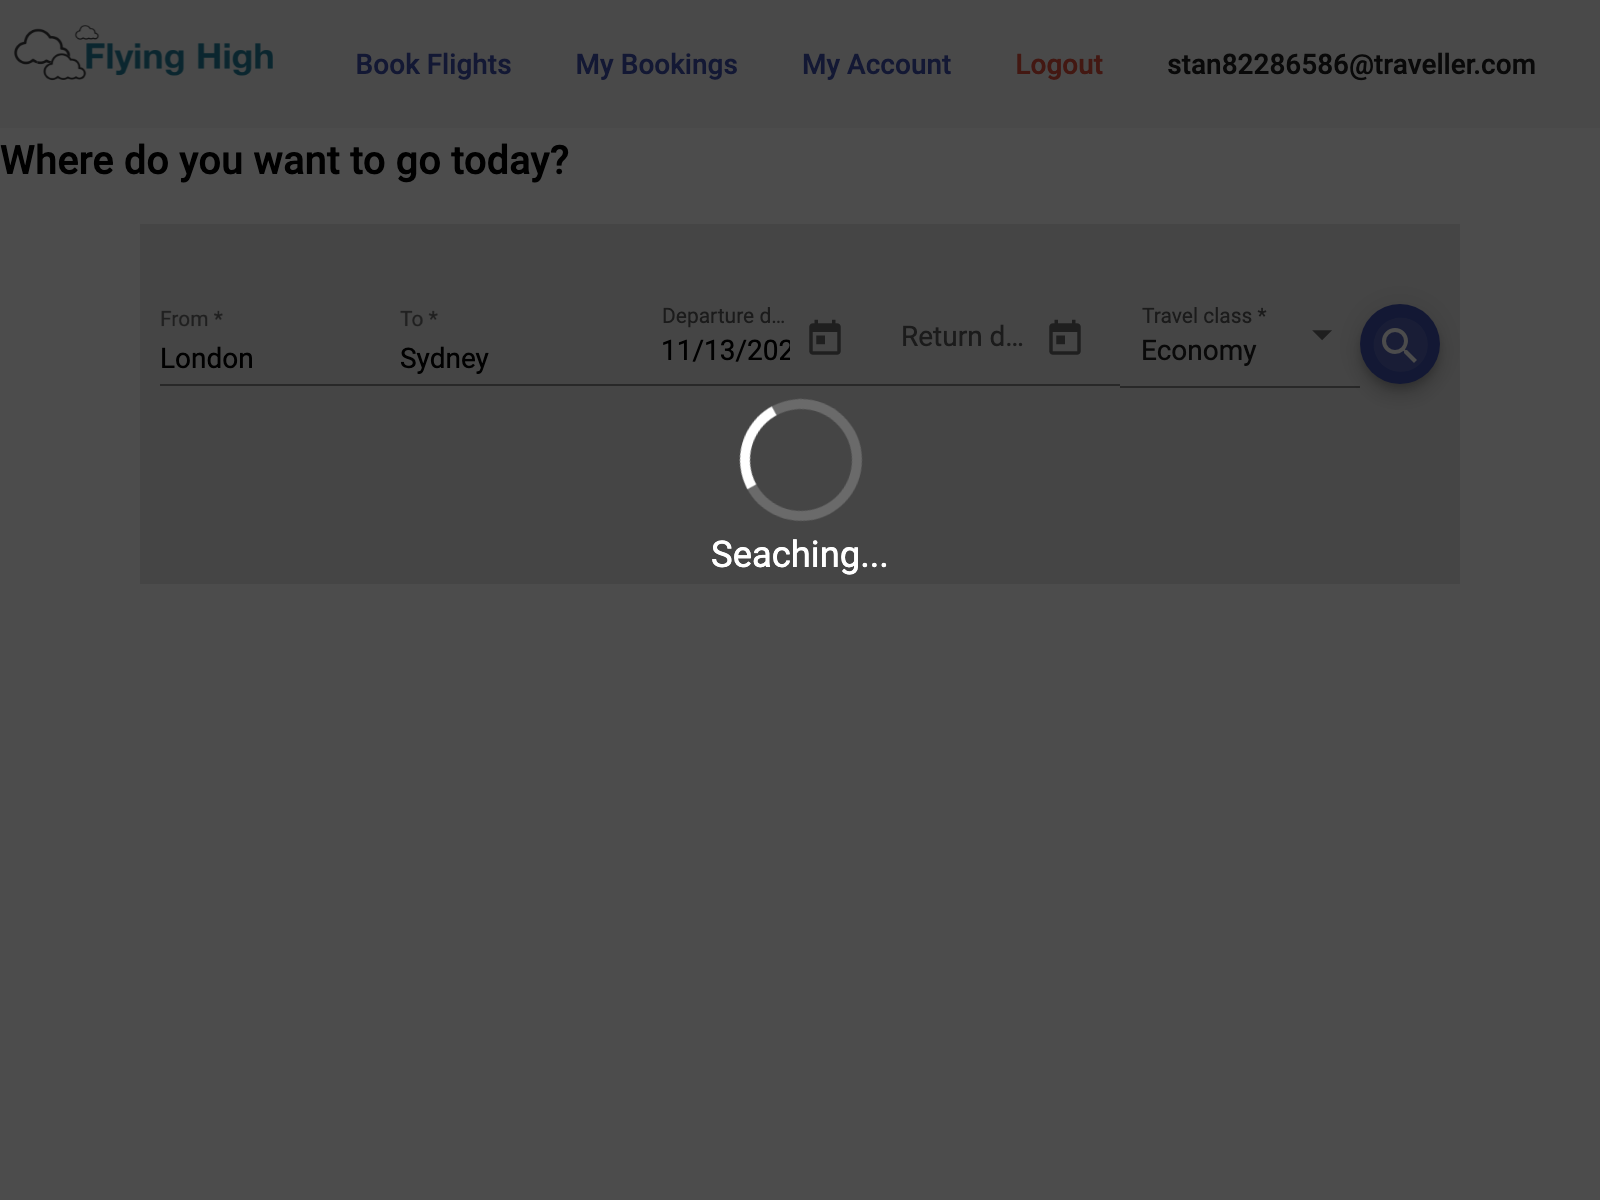 Flying High
Book Flights
My Bookings
My Account
Logout
stan82286586@traveller.com
Where do you want to go today?
From *
London
To *
Sydney
Departure d...
11/13/202
Return d...
Travel class *
Economy
Seaching...